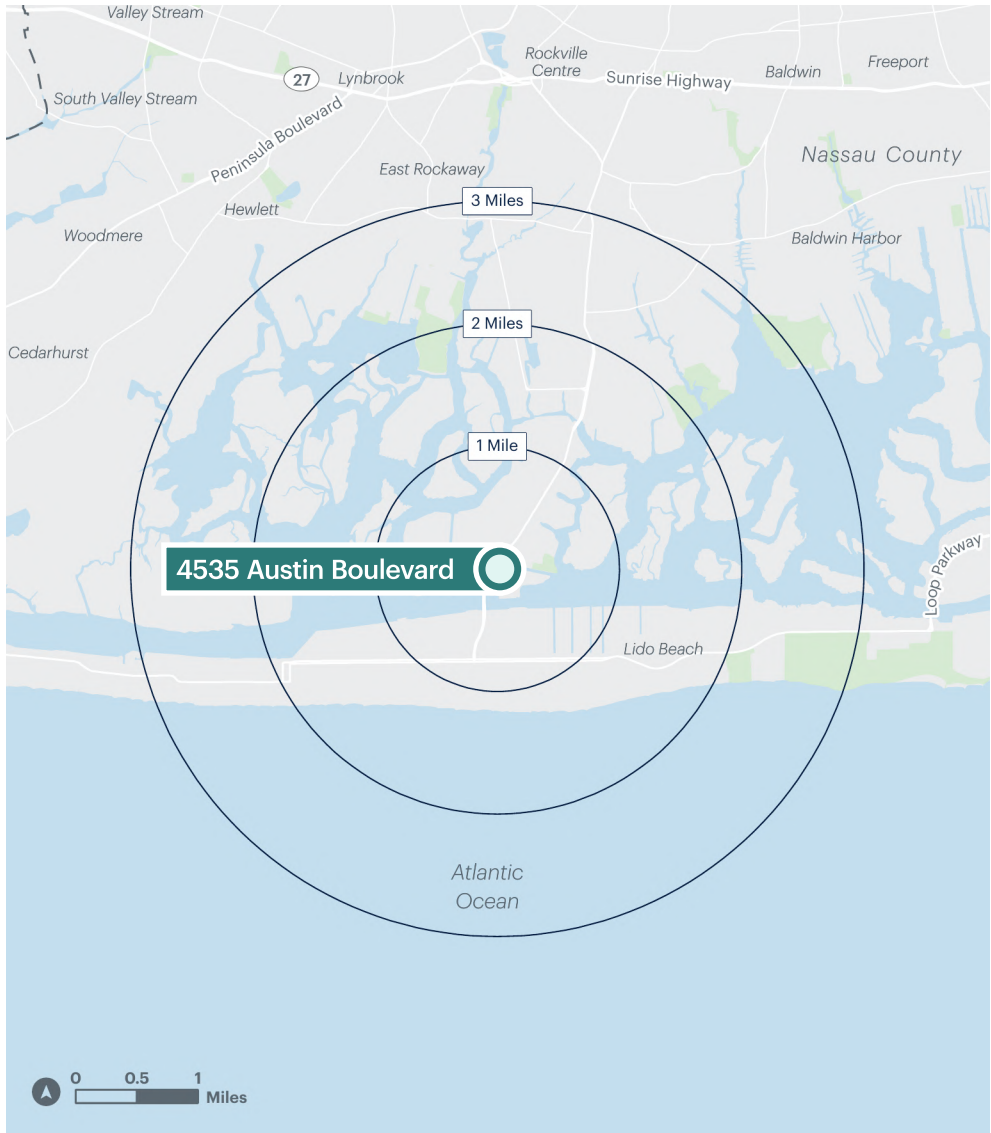 Valley Stream
Rockville
Centre
27
Lynbrook
Sunrise Highway
Baldwin
Freeport
South Valley Stream
Peninsula Boulevard
Nassau County
East Rockaway
3 Miles
Hewlett
Woodmere
Baldwin Harbor
2 Miles
Cedarhurst
1 Mile
4535 Austin Boulevard
Loop Parkway
Lido Beach
Atlantic
Ocean
0 0.5 1
Miles